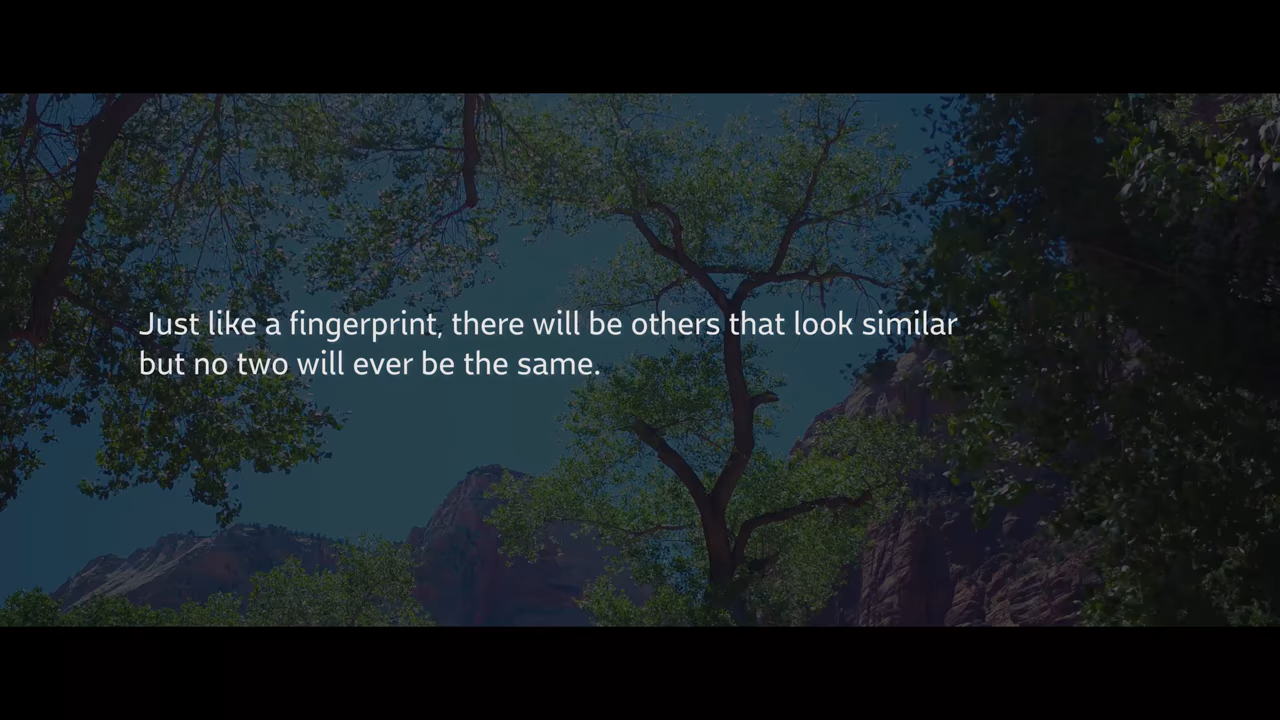 Just like a fingerprint, there will be others that look similar
but no two will ever be the same.